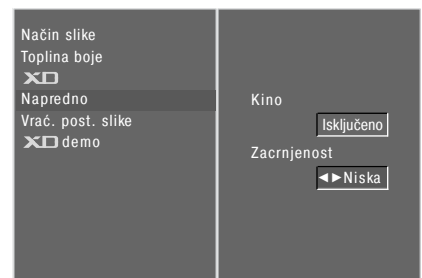 Način slike
Toplina boje
XD
Napredno
Vrać. post. slike
XD demo
Kino
Isključeno
Zacrnjenost
◄►Niska